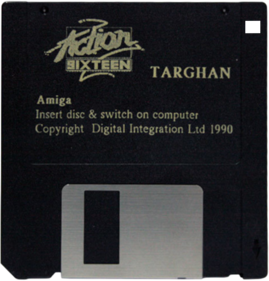 Action
SIXTEEN
TARGHAN
Amiga
Insert disc & switch on computer
Copyright Digital Integration Ltd 1990